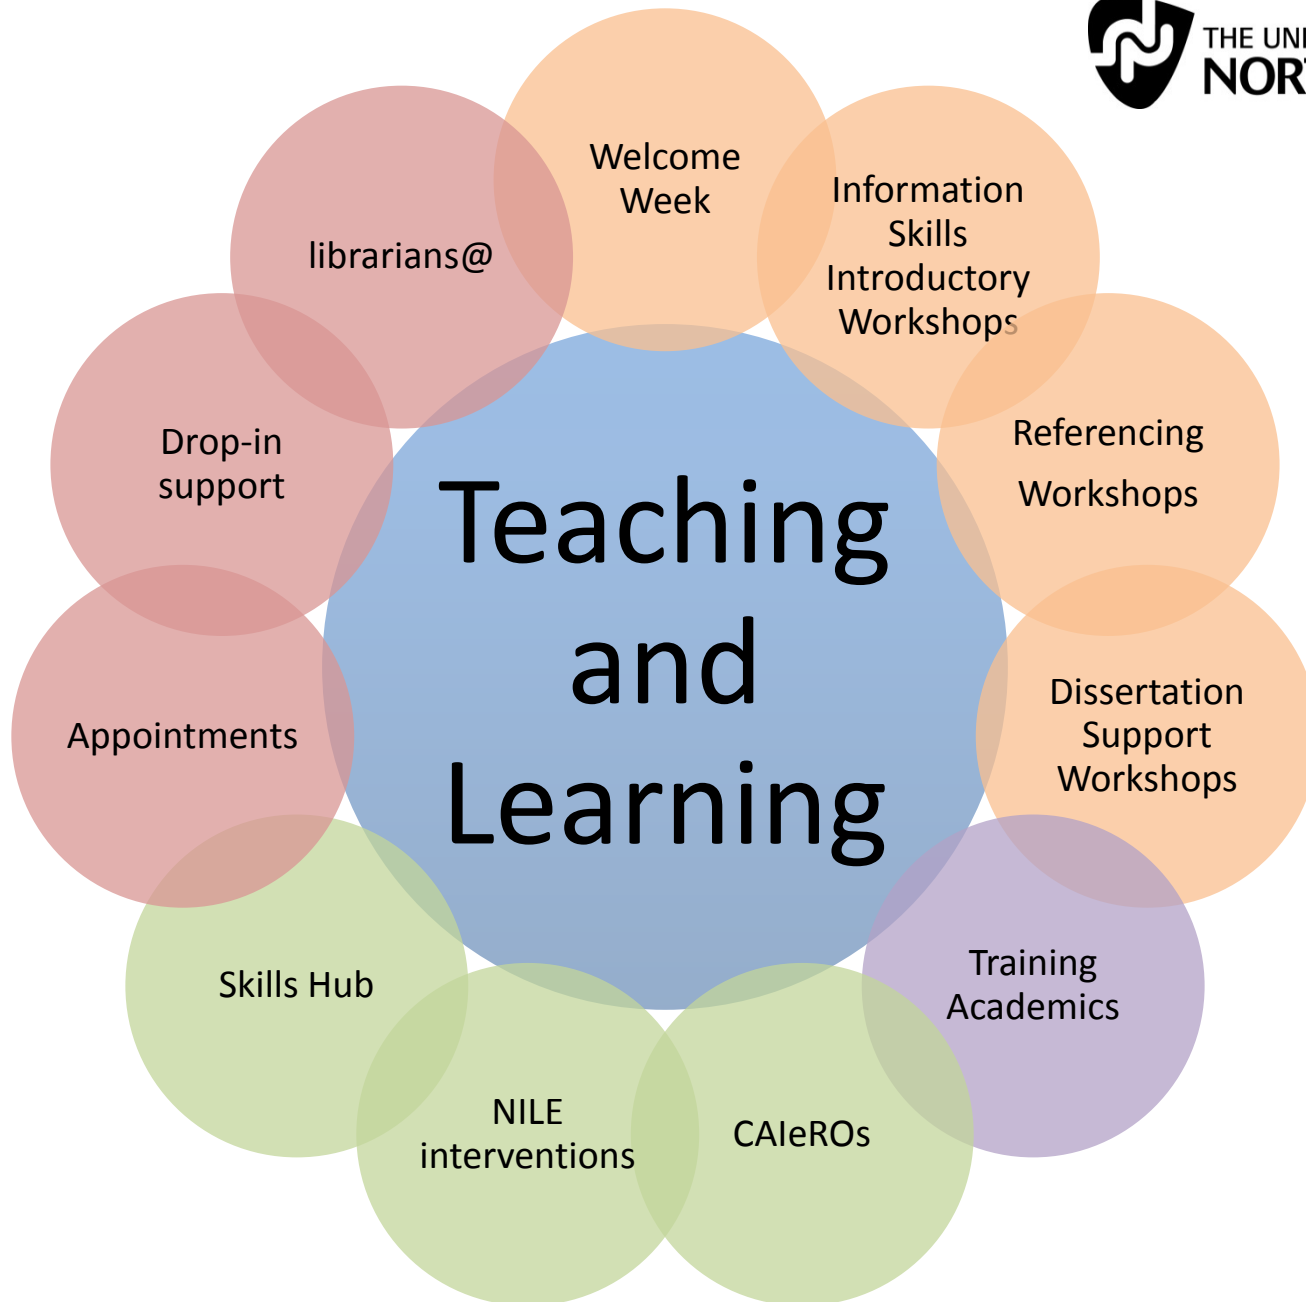 THE UNI
NOR
Welcome
Week
Information
Skills
Introductory
Workshops
Referencing
Workshops
Dissertation
Support
Workshops
Training
Academics
CAIeROs
NILE
interventions
Skills Hub
Appointments
Drop-in
support
librarians@
Teaching
and
Learning